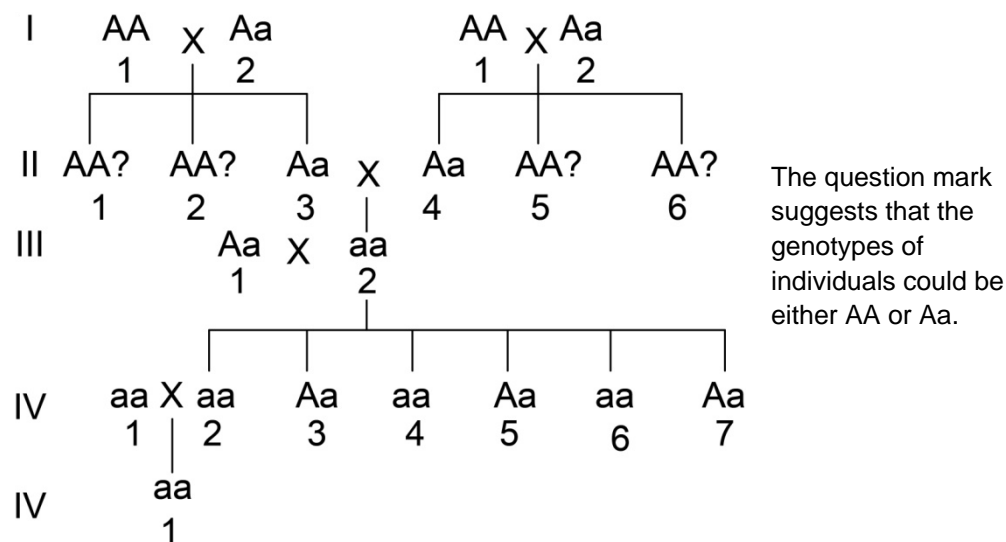 I AA X Aa AA X Aa
1 2 1 2
II AA? AA? Aa X Aa AA? AA?
1 2 3 4 5 6
III Aa X aa
1 2
IV aa X aa Aa aa Aa aa Aa
1 2 3 4 5 6 7
IV aa
1
The question mark
suggests that the
genotypes of
individuals could be
either AA or Aa.